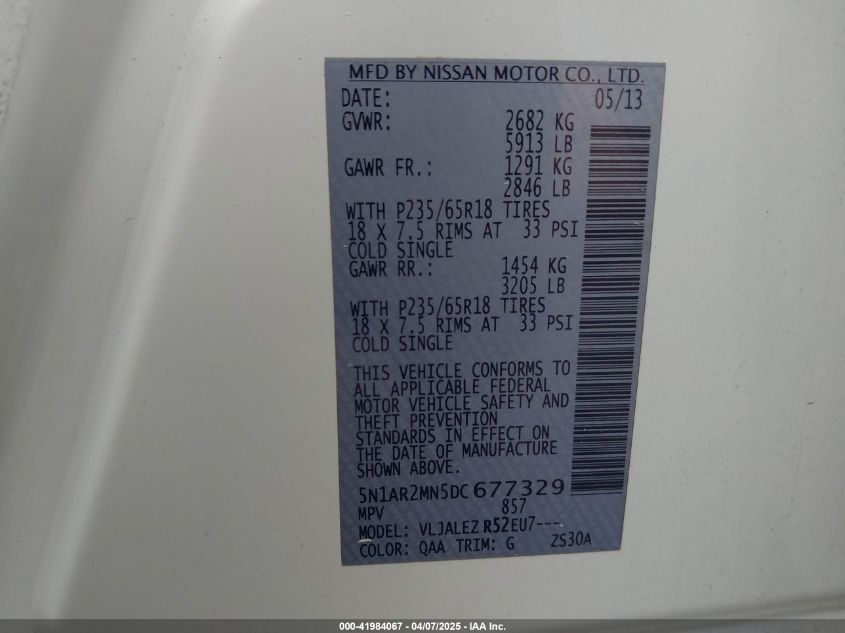 MFD BY NISSAN MOTOR CO., LTD.
DATE: 05/13
GVWR: 2682 KG
5913 LB
GAWR FR.: 1291 KG
2846 LB
WITH P235/65R18 TIRES
18 X 7.5 RIMS AT 33 PSI
COLD SINGLE
GAWR RR.: 1454 KG
3205 LB
WITH P235/65R18 TIRES
18 X 7.5 RIMS AT 33 PSI
COLD SINGLE
THIS VEHICLE CONFORMS TO
ALL APPLICABLE FEDERAL
MOTOR VEHICLE SAFETY AND
THEFT PREVENTION
STANDARDS IN EFFECT ON
THE DATE OF MANUFACTURE
SHOWN ABOVE.
5N1AR2MN5DC677329
MPV 857
MODEL: VLJALEZ R52EU7---
COLOR: QAA TRIM: G ZS30A
000-41984067 - 04/07/2025 - IAA Inc.